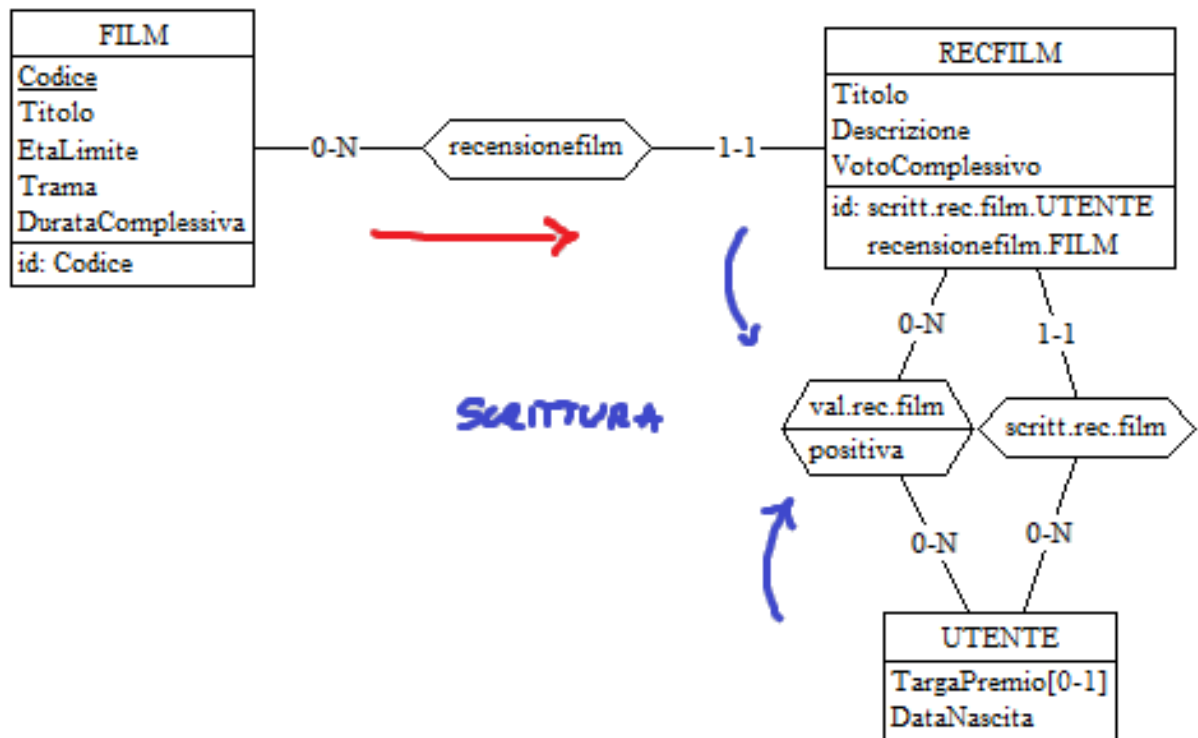 FILM
Codice
Titolo
EtaLimite
Trama
DurataComplessiva
id: Codice
0-N
recensionefilm
1-1
RECFILM
Titolo
Descrizione
VotoComplessivo
id: scritt.rec.film.UTENTE
recensionefilm.FILM
0-N
1-1
SCRITTURA
val.rec.film
positiva
scritt.rec.film
0-N
0-N
UTENTE
TargaPremio[0-1]
DataNascita